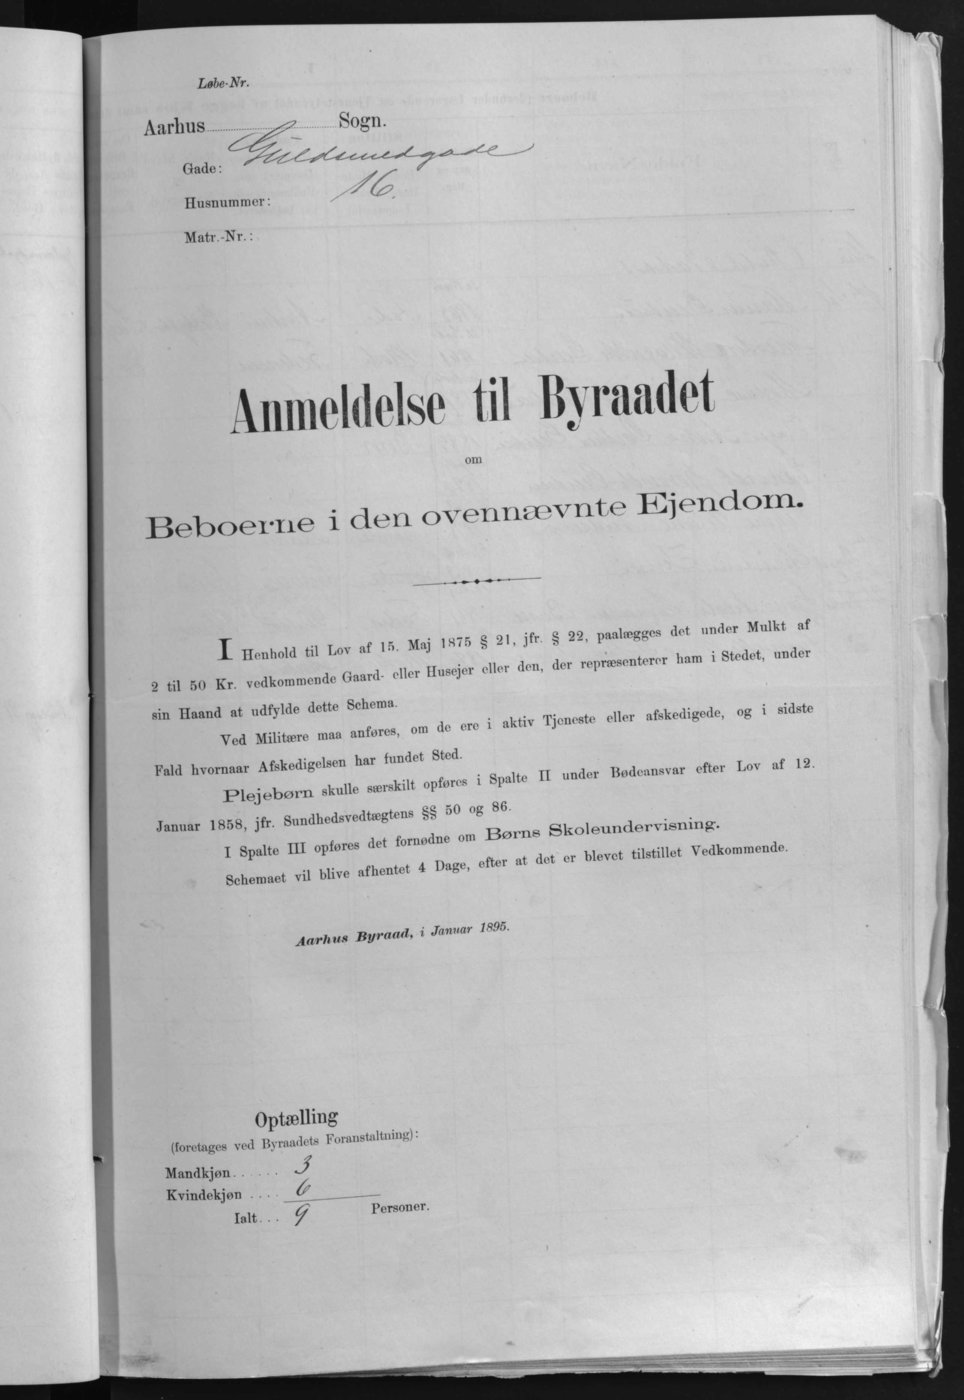 Løbe-Nr.
Aarhus Sogn.
Gade: Guldsmedgade
Husnummer: 16.
Matr.-Nr.:
Anmeldelse til Byraadet
om
Beboerne i den ovennævnte Ejendom.
I Henhold til Lov af 15. Maj 1875 § 21, jfr. § 22, paalægges det under Mulkt af
2 til 50 Kr. vedkommende Gaard- eller Husejer eller den, der repræsenterer ham i Stedet, under
sin Haand at udfylde dette Schema.
Ved Militære maa anføres, om de ere i aktiv Tjeneste eller afskedigede, og i sidste
Fald hvornaar Afskedigelsen har fundet Sted.
Plejebørn skulle særskilt opføres i Spalte II under Bødeansvar efter Lov af 12.
Januar 1858, jfr. Sundhedsvedtægtens §§ 50 og 86.
I Spalte III opføres det fornødne om Børns Skoleundervisning.
Schemaet vil blive afhentet 4 Dage, efter at det er blevet tilstillet Vedkommende.
Aarhus Byraad, i Januar 1895.
Optælling
(foretages ved Byraadets Foranstaltning):
Mandkjøn...... 3
Kvindekjøn .... 6
Ialt... 9 Personer.